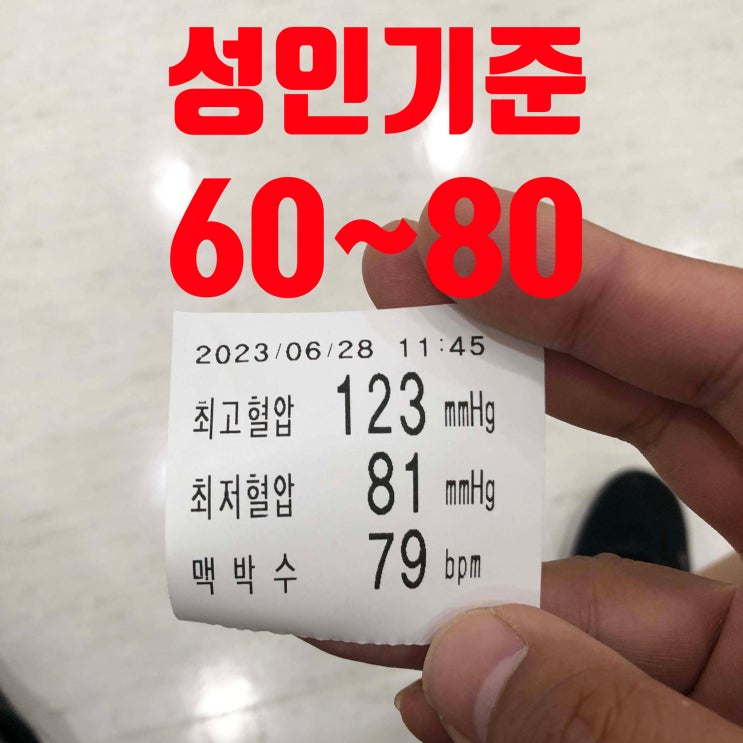 성인기준
60~80
2023/06/28 11:45
최고혈압 123 mmHg
최저혈압 81 mmHg
맥박수 79 bpm